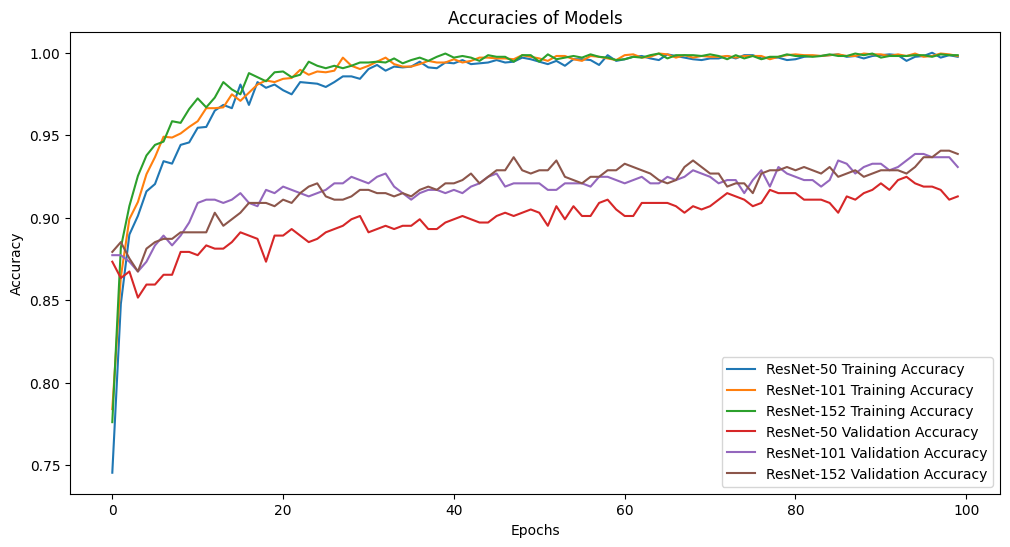 Accuracies of Models
1.00
0.95
0.90
0.85
0.80
0.75
Accuracy
0
20
40
60
80
100
Epochs
ResNet-50 Training Accuracy
ResNet-101 Training Accuracy
ResNet-152 Training Accuracy
ResNet-50 Validation Accuracy
ResNet-101 Validation Accuracy
ResNet-152 Validation Accuracy